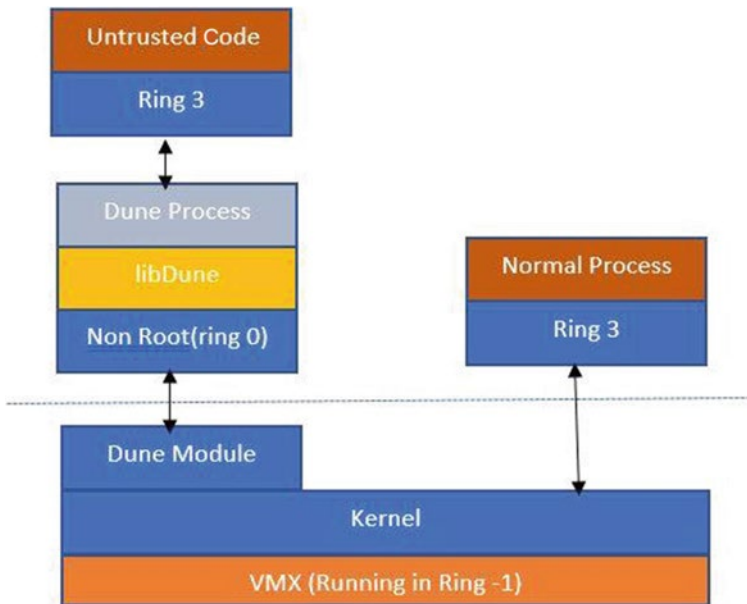 Untrusted Code
Ring 3
Dune Process
libDune
Non Root(ring 0)
Normal Process
Ring 3
Dune Module
Kernel
VMX (Running in Ring -1)